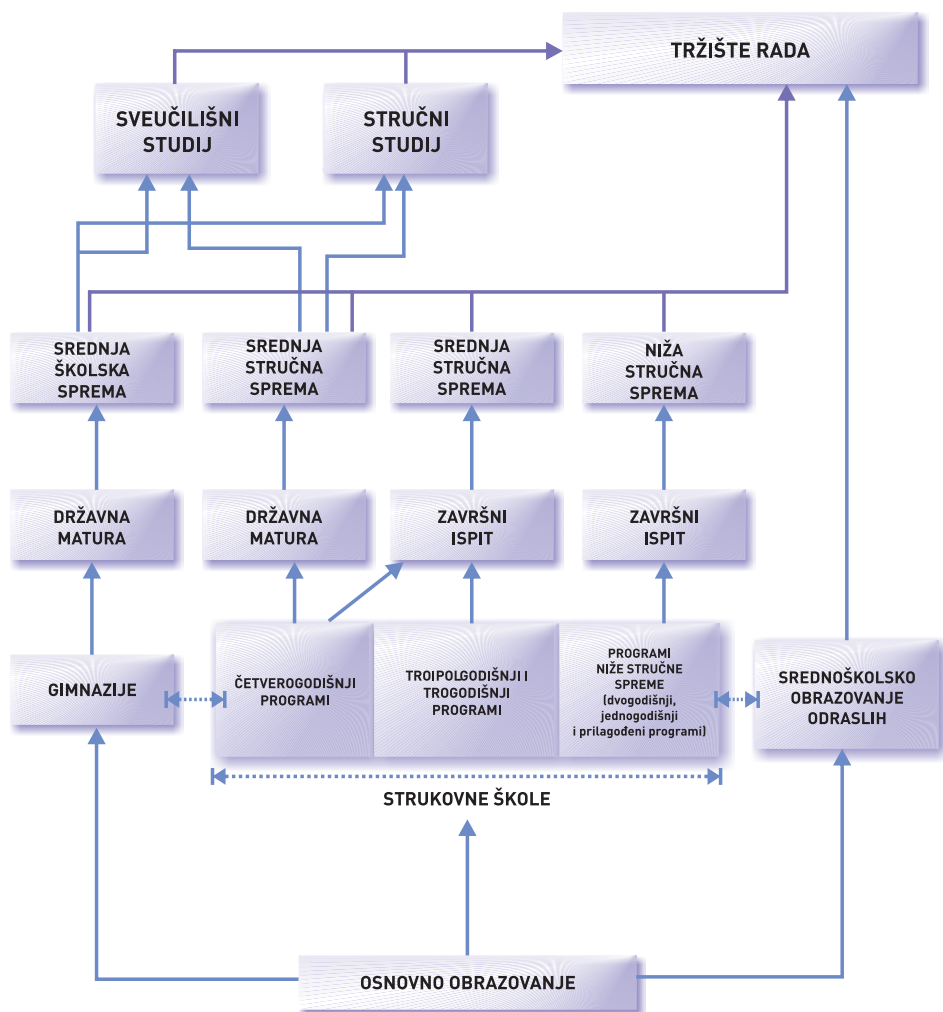 TRŽIŠTE RADA
SVEUČILIŠNI
STUDIJ
STRUČNI
STUDIJ
SREDNJA
ŠKOLSKA
SPREMA
SREDNJA
STRUČNA
SPREMA
SREDNJA
STRUČNA
SPREMA
NIŽA
STRUČNA
SPREMA
DRŽAVNA
MATURA
DRŽAVNA
MATURA
ZAVRŠNI
ISPIT
ZAVRŠNI
ISPIT
GIMNAZIJE
ČETVEROGODIŠNJI
PROGRAMI
TROIPOLGODIŠNJI I
TROGODIŠNJI
PROGRAMI
PROGRAMI
NIŽE STRUČNE
SPREME
(dvogodišnji,
jednogodišnji
i prilagođeni programi)
SREDNOŠKOLSKO
OBRAZOVANJE
ODRASLIH
STRUKOVNE ŠKOLE
OSNOVNO OBRAZOVANJE